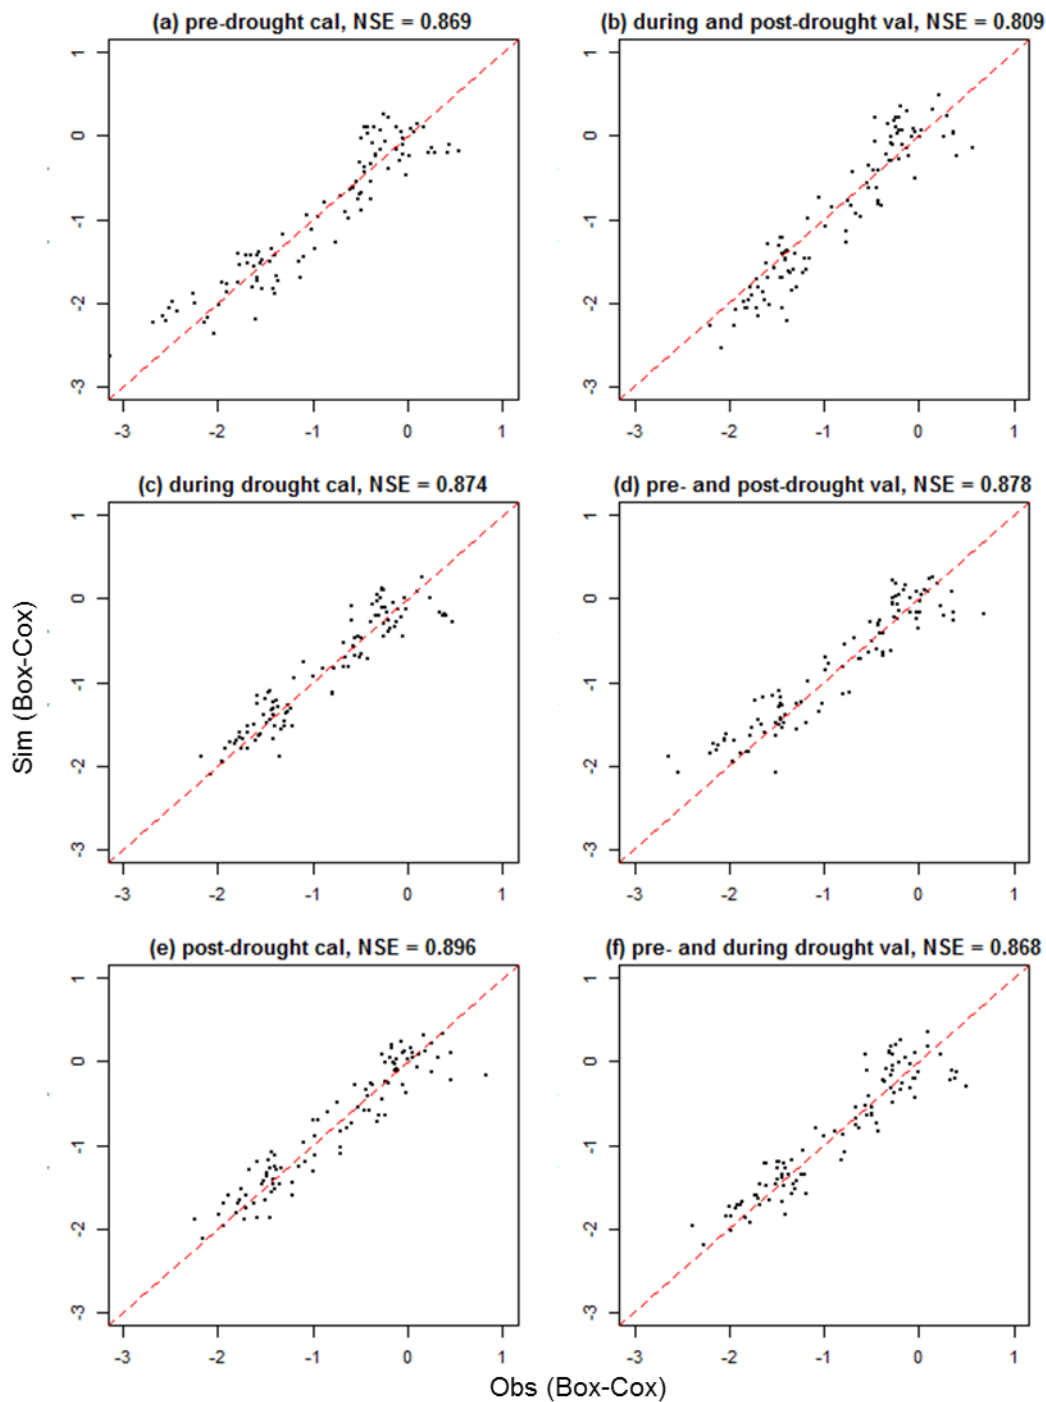 (a) pre-drought cal, NSE = 0.869
(b) during and post-drought val, NSE = 0.809
1
0
-1
-2
-3
-3 -2 -1 0 1
1
0
-1
-2
-3
-3 -2 -1 0 1
(c) during drought cal, NSE = 0.874
(d) pre- and post-drought val, NSE = 0.878
1
0
-1
-2
-3
-3 -2 -1 0 1
1
0
-1
-2
-3
-3 -2 -1 0 1
Sim (Box-Cox)
(e) post-drought cal, NSE = 0.896
(f) pre- and during drought val, NSE = 0.868
1
0
-1
-2
-3
-3 -2 -1 0 1
1
0
-1
-2
-3
-3 -2 -1 0 1
Obs (Box-Cox)